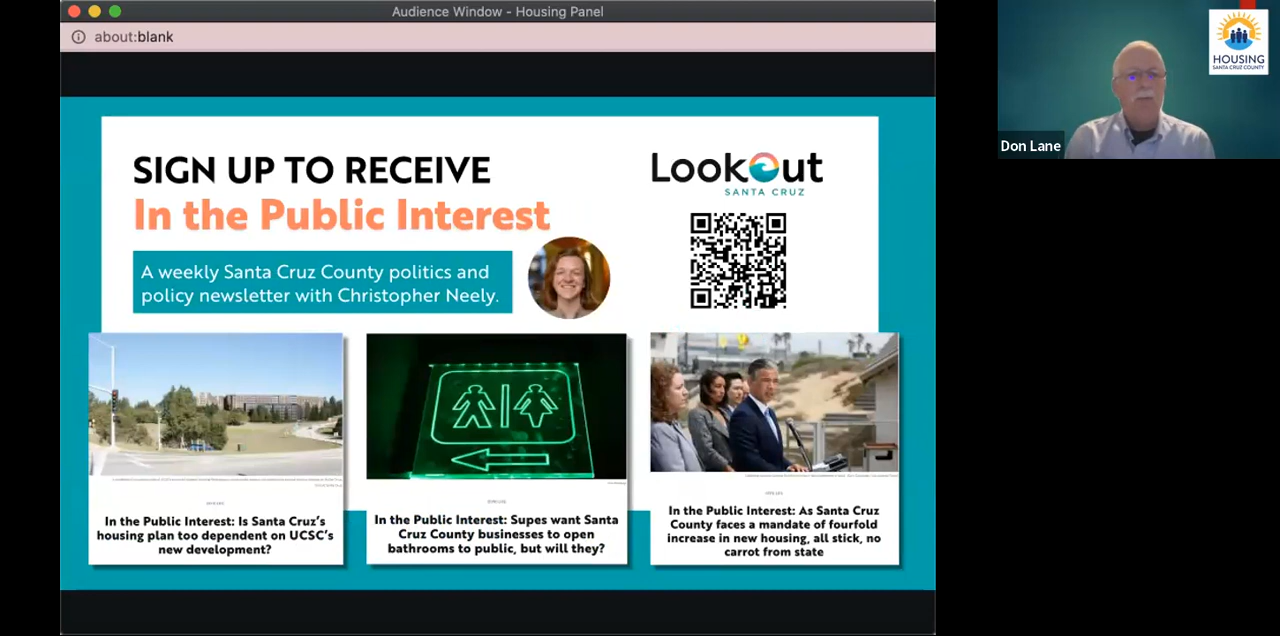 Audience Window - Housing Panel
about:blank
HOUSING
SANTA CRUZ COUNTY
Don Lane
SIGN UP TO RECEIVE
In the Public Interest
A weekly Santa Cruz County politics and
policy newsletter with Christopher Neely.
Lookout
SANTA CRUZ
In the Public Interest: Is Santa Cruz's
housing plan too dependent on UCSC's
new development?
In the Public Interest: Supes want Santa
Cruz County businesses to open
bathrooms to public, but will they?
In the Public Interest: As Santa Cruz
County faces a mandate of fourfold
increase in new housing, all stick, no
carrot from state